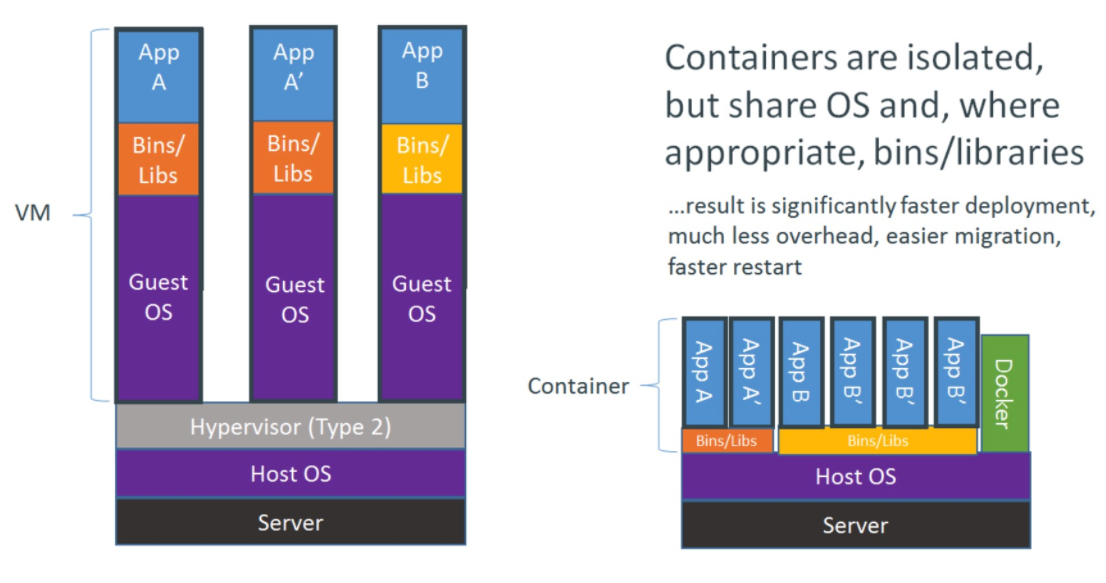 VM
App
A
Bins/
Libs
Guest
OS
App
A’
Bins/
Libs
Guest
OS
App
B
Bins/
Libs
Guest
OS
Hypervisor (Type 2)
Host OS
Server
Containers are isolated,
but share OS and, where
appropriate, bins/libraries
...result is significantly faster deployment,
much less overhead, easier migration,
faster restart
Container
App A
App A’
App B
App B’
App B’
App B’
Docker
Bins/Libs
Bins/Libs
Host OS
Server